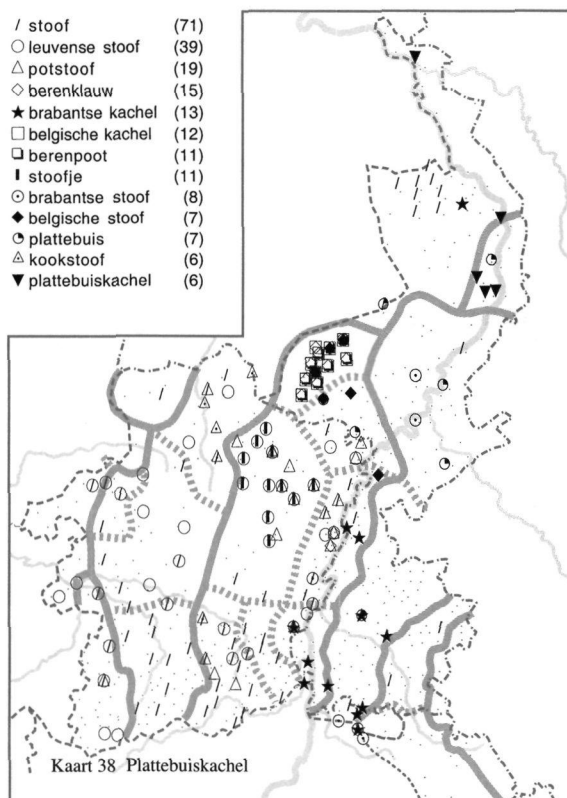 stoof (71)
leuvense stoof (39)
potstoof (19)
berenklauw (15)
brabantse kachel (13)
belgische kachel (12)
berenpoot (11)
stoofje (11)
brabantse stoof (8)
belgische stoof (7)
plattebuis (7)
kookstoof (6)
plattebuiskachel (6)
Kaart 38 Plattebuiskachel